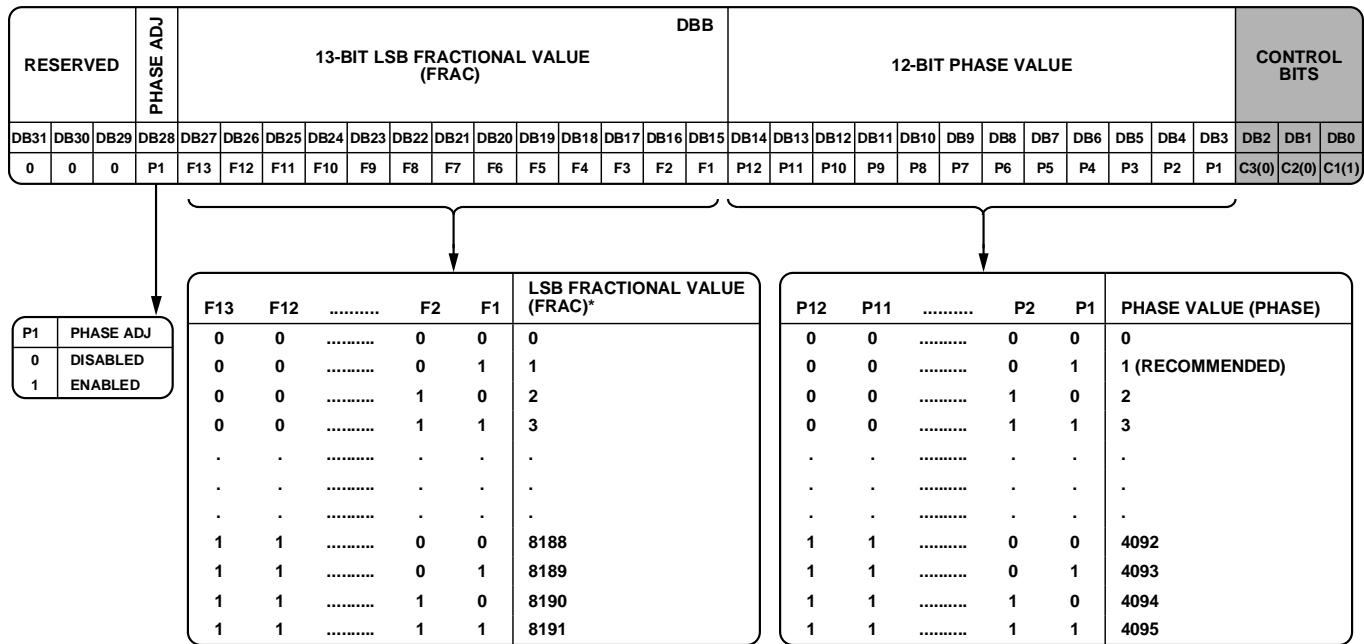 DBB
RESERVED
PHASE ADJ
13-BIT LSB FRACTIONAL VALUE
(FRAC)
12-BIT PHASE VALUE
CONTROL
BITS
DB31 DB30 DB29 DB28 DB27 DB26 DB25 DB24 DB23 DB22 DB21 DB20 DB19 DB18 DB17 DB16 DB15 DB14 DB13 DB12 DB11 DB10 DB9 DB8 DB7 DB6 DB5 DB4 DB3 DB2 DB1 DB0
0 0 0 P1 F13 F12 F11 F10 F9 F8 F7 F6 F5 F4 F3 F2 F1 P12 P11 P10 P9 P8 P7 P6 P5 P4 P3 P2 P1 C3(0) C2(0) C1(1)
P1 PHASE ADJ
0 DISABLED
1 ENABLED
F13 F12 .......... F2 F1 LSB FRACTIONAL VALUE
(FRAC)*
0 0 .......... 0 0 0
0 0 .......... 0 1 1
0 0 .......... 1 0 2
0 0 .......... 1 1 3
. . .......... . . .
. . .......... . . .
. . .......... . . .
1 1 .......... 0 0 8188
1 1 .......... 0 1 8189
1 1 .......... 1 0 8190
1 1 .......... 1 1 8191
P12 P11 .......... P2 P1 PHASE VALUE (PHASE)
0 0 .......... 0 0 0
0 0 .......... 0 1 1 (RECOMMENDED)
0 0 .......... 1 0 2
0 0 .......... 1 1 3
. . .......... . . .
. . .......... . . .
. . .......... . . .
1 1 .......... 0 0 4092
1 1 .......... 0 1 4093
1 1 .......... 1 0 4094
1 1 .......... 1 1 4095